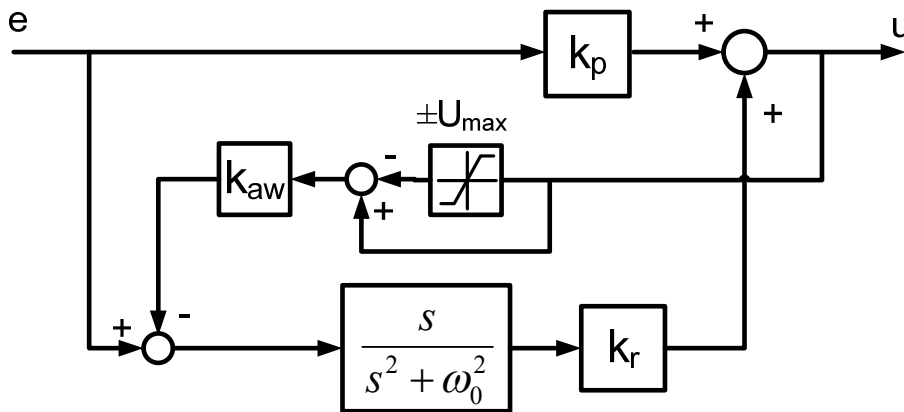 e
u
+
k_p
+
±U_max
-
k_aw
+
-
+
s
s^2 + ω_0^2
k_r